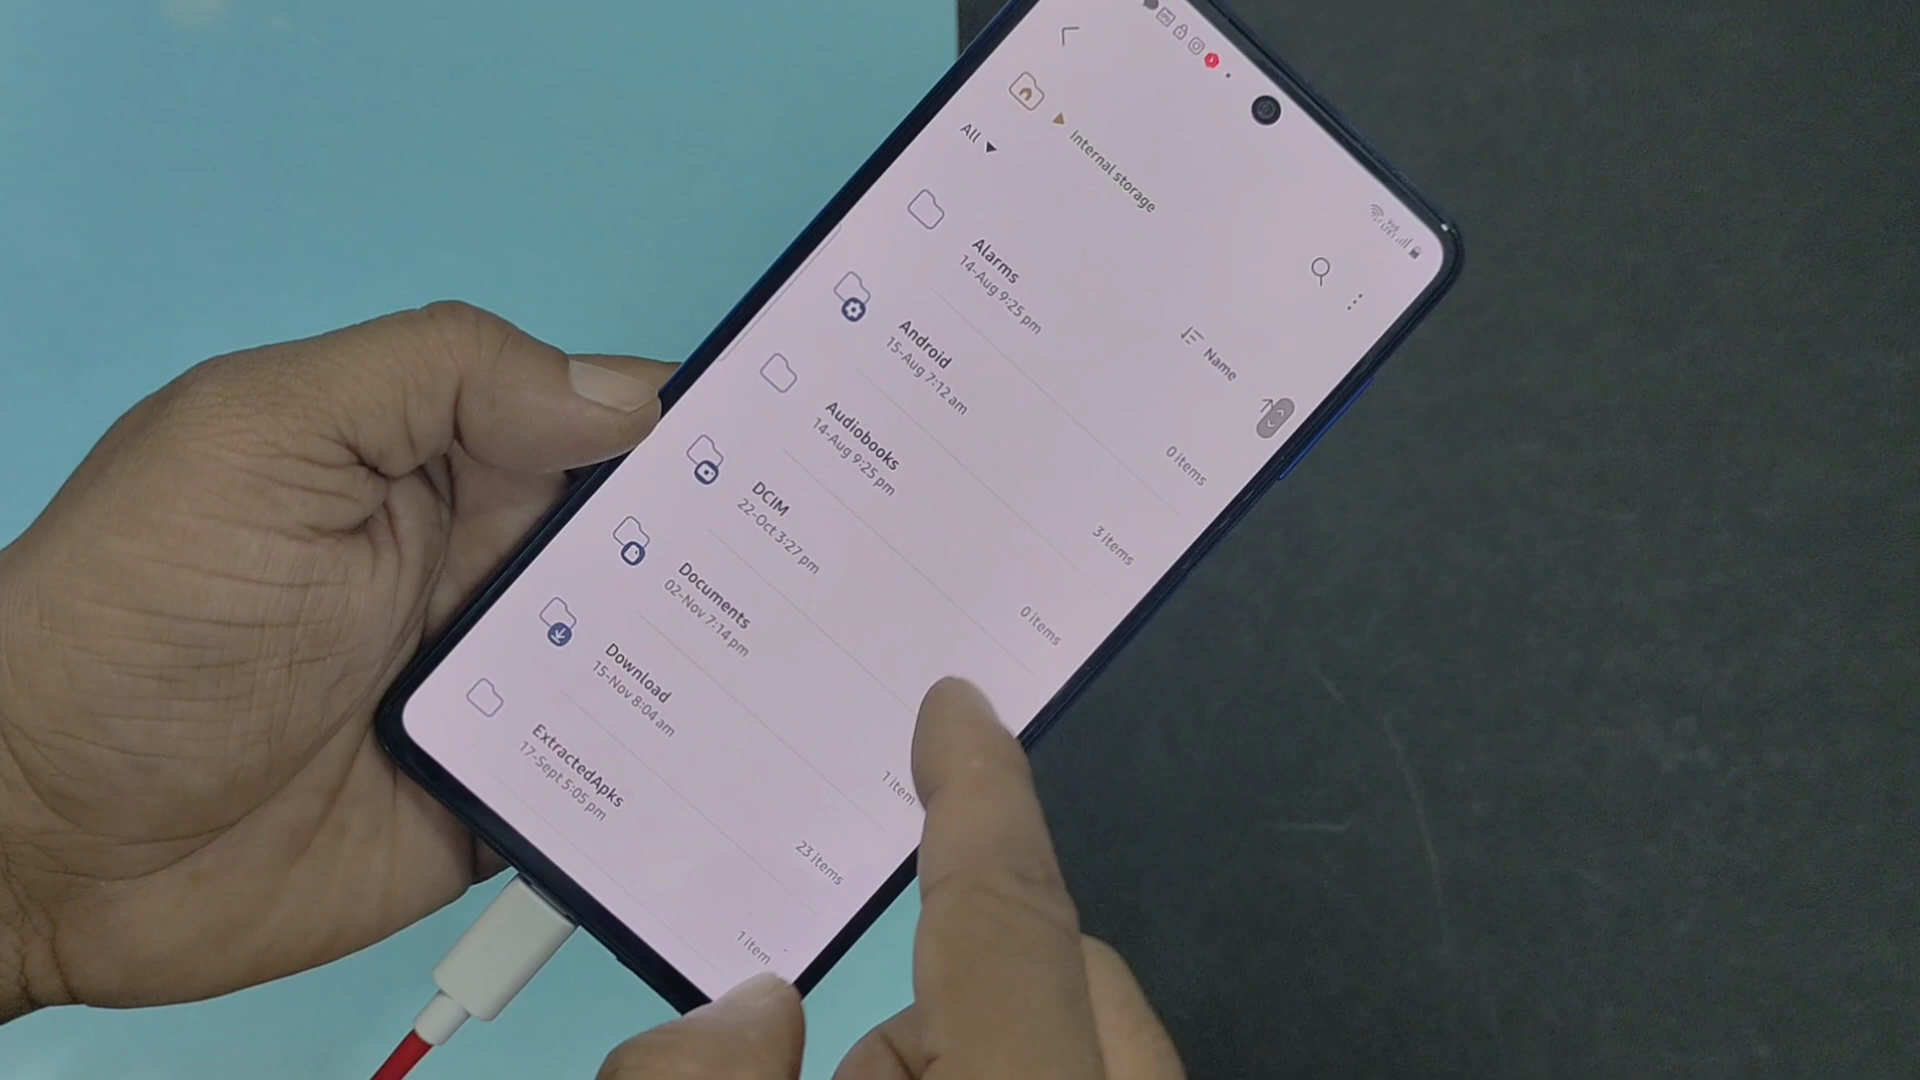 Internal storage
All
Name
Alarms
14-Aug 9:25 pm
0 items
Android
15-Aug 7:12 am
3 items
Audiobooks
14-Aug 9:25 pm
0 items
DCIM
22-Oct 3:27 pm
Documents
02-Nov 7:14 pm
1 item
Download
15-Nov 8:04 am
23 items
ExtractedApks
17-Sept 5:05 pm
1 item